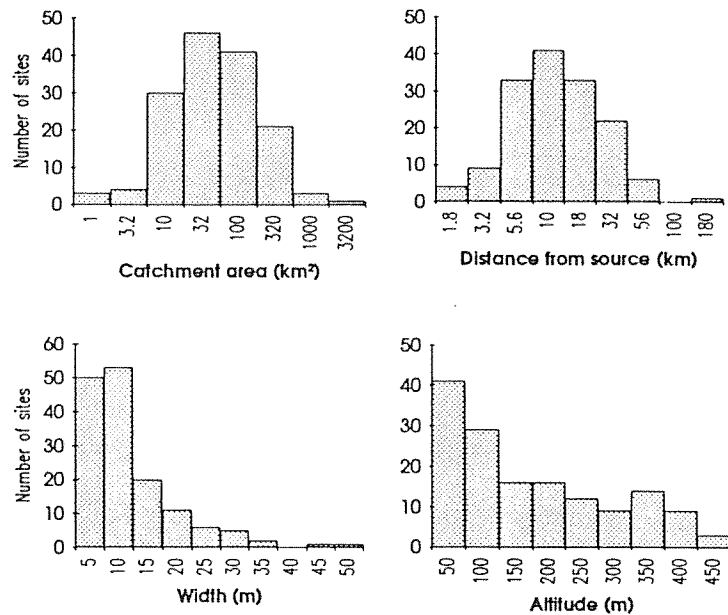 50
40
30
20
10
0
Number of sites
1 3.2 10 32 100 320 1000 3200
Catchment area (km²)
50
40
30
20
10
0
1.8 3.2 5.6 10 18 32 56 100 180
Distance from source (km)
60
50
40
30
20
10
0
Number of sites
5 10 15 20 25 30 35 40 45 50
Width (m)
50
40
30
20
10
0
50 100 150 200 250 300 350 400 450
Altitude (m)